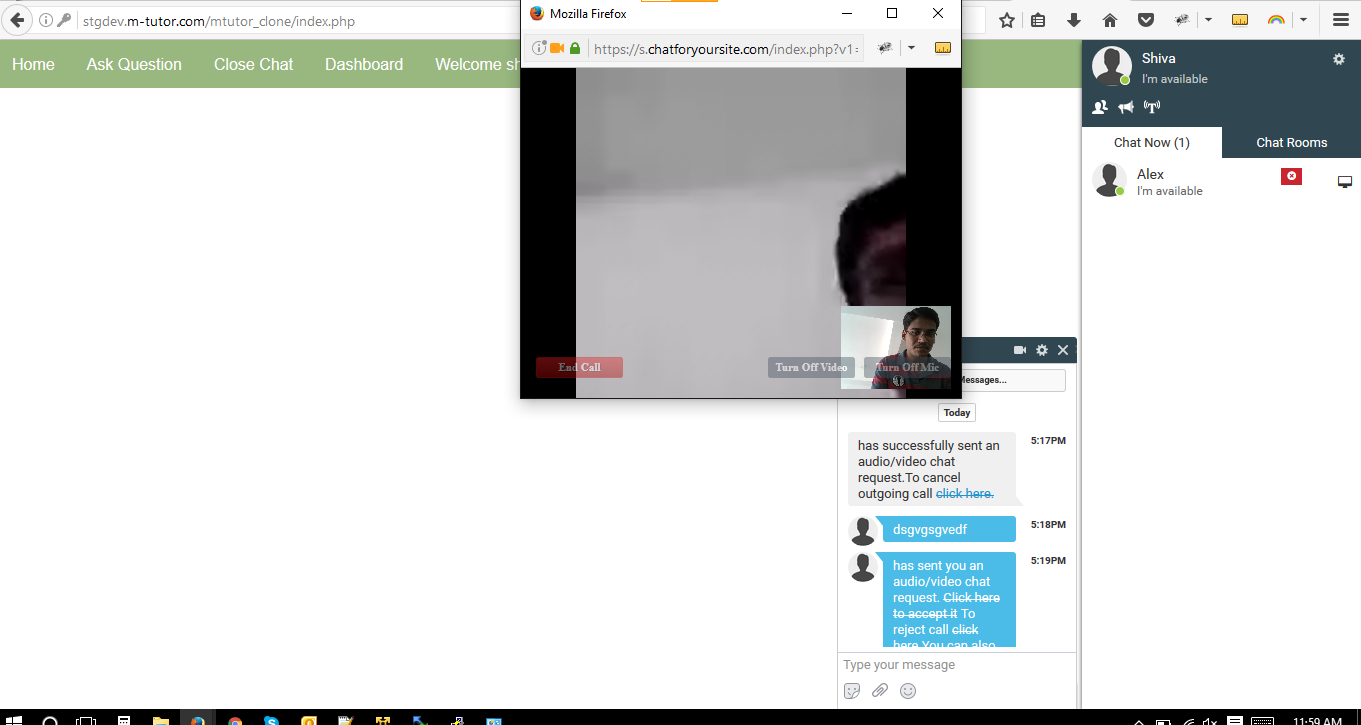 Mozilla Firefox
stgdev.m-tutor.com/mtutor_clone/index.php
https://s.chatforyoursite.com/index.php?v1=
Home
Ask Question
Close Chat
Dashboard
Welcome sh
Shiva
I'm available
Chat Now (1)
Chat Rooms
Alex
I'm available
End Call
Turn Off Video
Turn Off Mic
Messages...
Today
has successfully sent an
audio/video chat
request.To cancel
outgoing call click here.
5:17PM
dsgvgsgvedf
5:18PM
has sent you an
audio/video chat
request. Click here
to accept it To
reject call click
here You can also
5:19PM
Type your message
11:59 AM